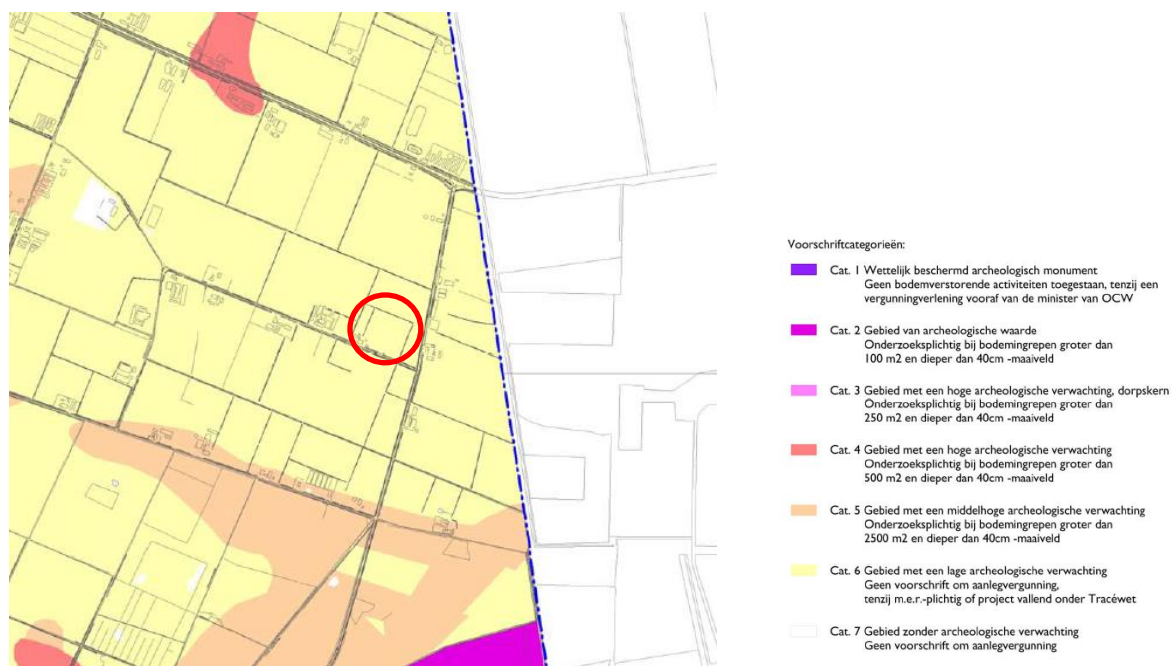 Voorschriftcategorieën:
Cat. 1 Wettelijk beschermd archeologisch monument
Geen bodemverstorende activiteiten toegestaan, tenzij een
vergunningverlening vooraf van de minister van OCW
Cat. 2 Gebied van archeologische waarde
Onderzoeksplichtig bij bodemingrepen groter dan
100 m2 en dieper dan 40cm -maaiveld
Cat. 3 Gebied met een hoge archeologische verwachting, dorpskern
Onderzoeksplichtig bij bodemingrepen groter dan
250 m2 en dieper dan 40cm -maaiveld
Cat. 4 Gebied met een hoge archeologische verwachting
Onderzoeksplichtig bij bodemingrepen groter dan
500 m2 en dieper dan 40cm -maaiveld
Cat. 5 Gebied met een middelhoge archeologische verwachting
Onderzoeksplichtig bij bodemingrepen groter dan
2500 m2 en dieper dan 40cm -maaiveld
Cat. 6 Gebied met een lage archeologische verwachting
Geen voorschrift om aanlegvergunning,
tenzij m.e.r.-plichtig of project vallend onder Tracéwet
Cat. 7 Gebied zonder archeologische verwachting
Geen voorschrift om aanlegvergunning